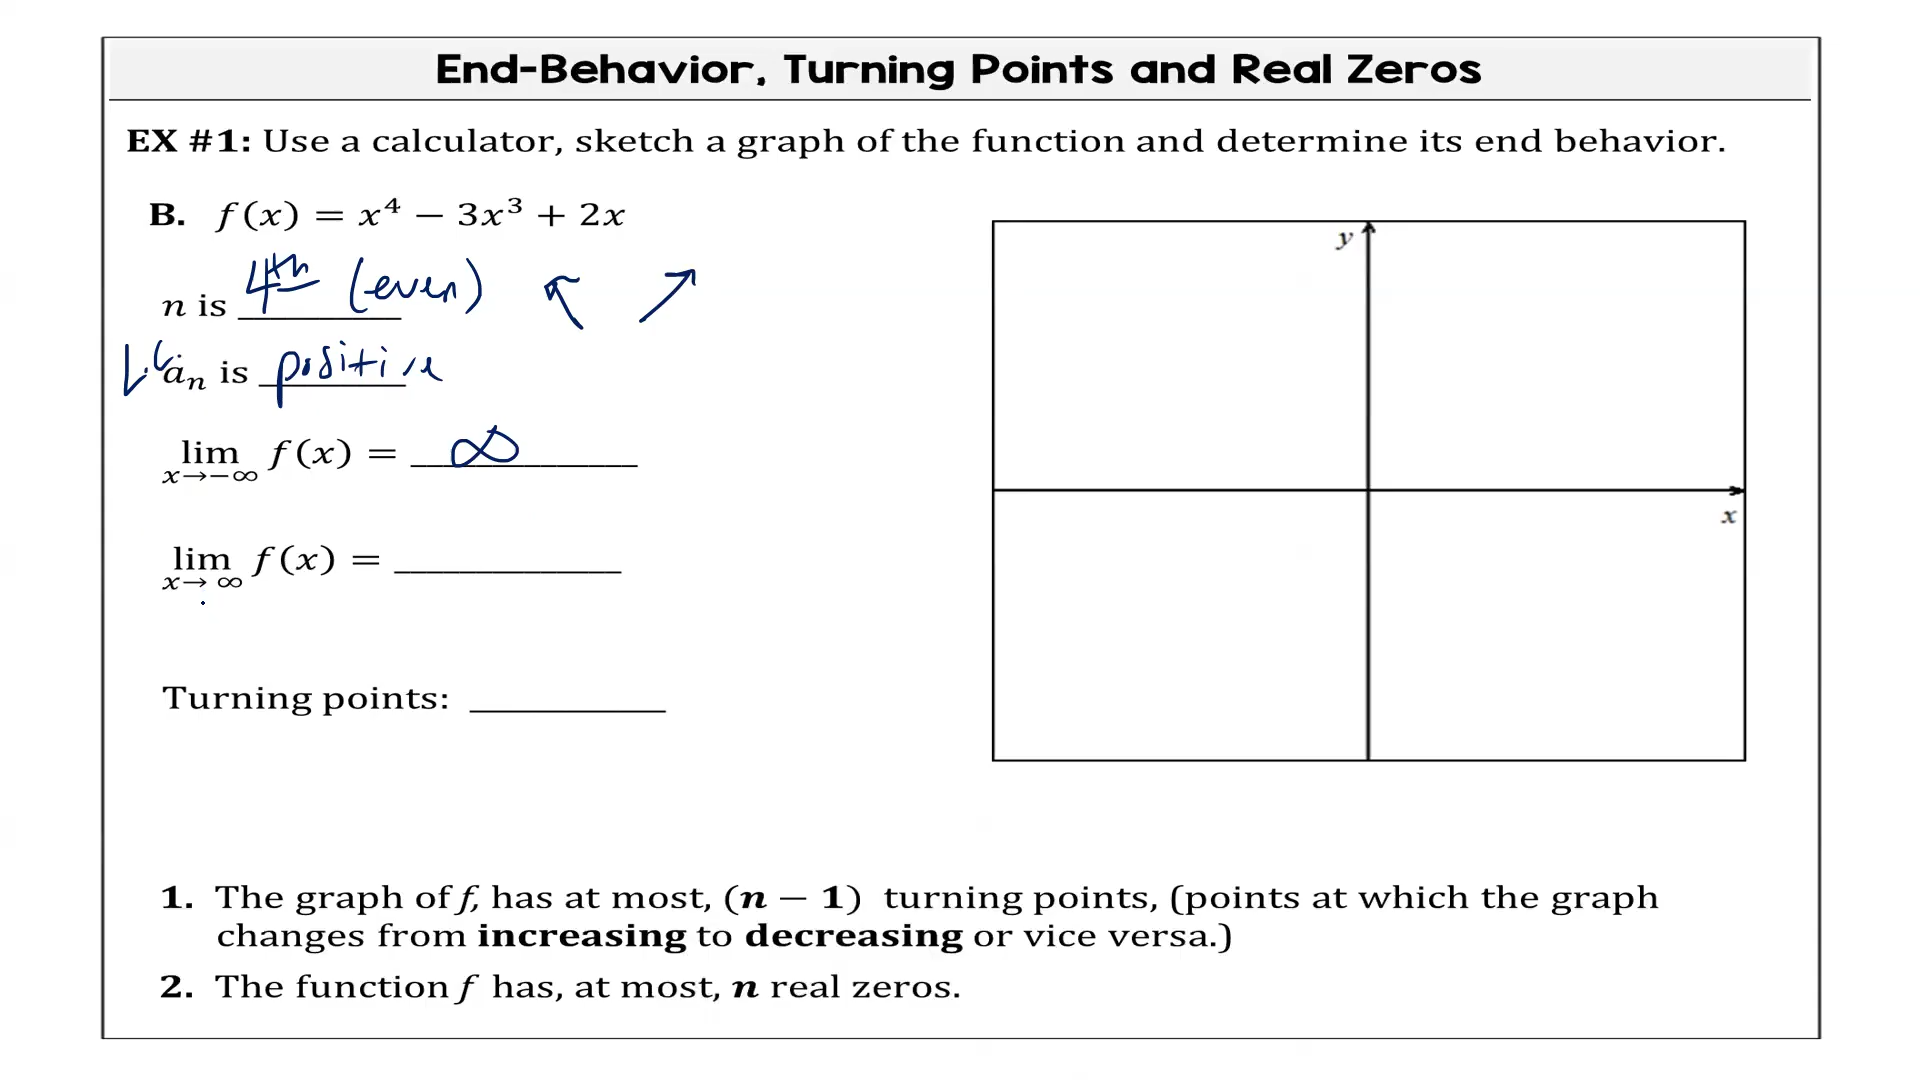 End-Behavior, Turning Points and Real Zeros
EX #1: Use a calculator, sketch a graph of the function and determine its end behavior.
B. f(x) = x⁴ − 3x³ + 2x
n is 4th (even)
L.C aₙ is positive
lim x→−∞ f(x) = ∞
lim x→ ∞ f(x) = ____________
Turning points: __________
y
x
1. The graph of f, has at most, (n − 1) turning points, (points at which the graph
changes from increasing to decreasing or vice versa.)
2. The function f has, at most, n real zeros.